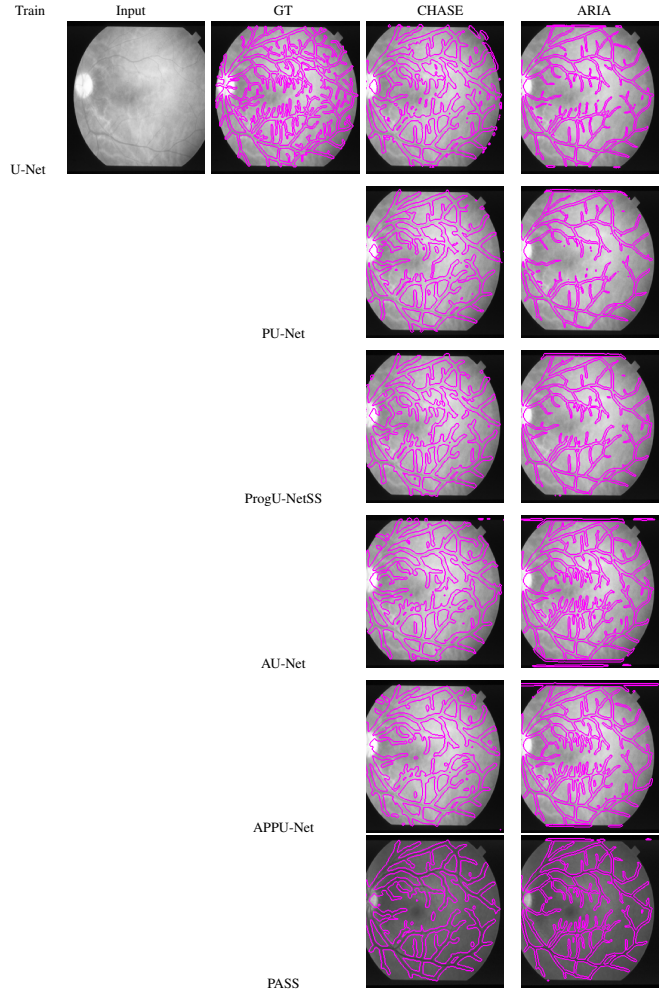 Train Input GT CHASE ARIA
U-Net
PU-Net
ProgU-NetSS
AU-Net
APPU-Net
PASS